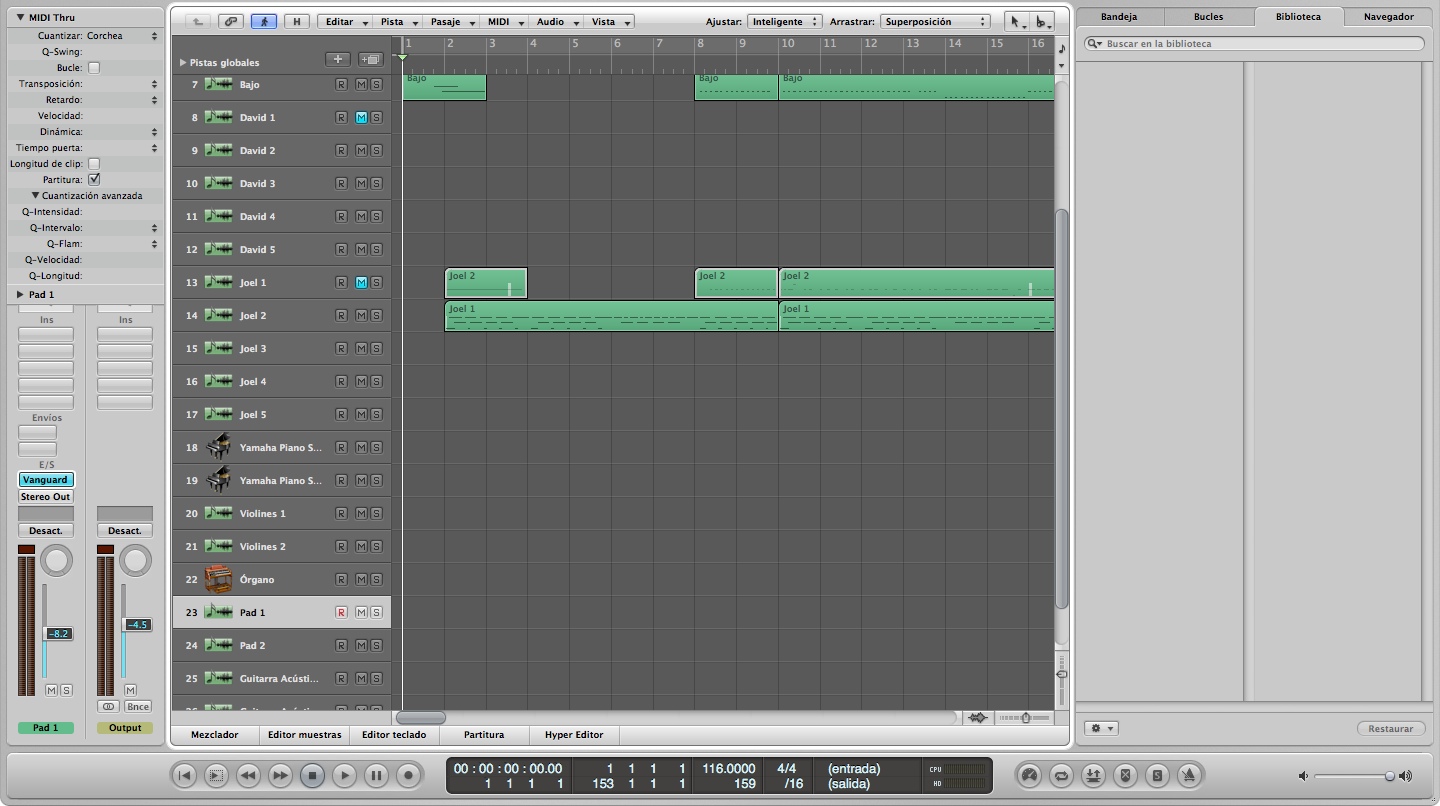 MIDI Thru
Cuantizar: Corchea
Q-Swing:
Bucle:
Transposición:
Retardo:
Velocidad:
Dinámica:
Tiempo puerta:
Longitud de clip:
Partitura:
Cuantización avanzada
Q-Intensidad:
Q-Intervalo:
Q-Flam:
Q-Velocidad:
Q-Longitud:
Pad 1
Ins Ins
Envíos
E/S
Vanguard
Stereo Out
Desact. Desact.
-8.2 -4.5
M S M
Bnce
Pad 1 Output
H Editar Pista Pasaje MIDI Audio Vista Ajustar: Inteligente Arrastrar: Superposición
1 2 3 4 5 6 7 8 9 10 11 12 13 14 15 16
Pistas globales
7 Bajo R M S Bajo Bajo Bajo
8 David 1 R M S
9 David 2 R M S
10 David 3 R M S
11 David 4 R M S
12 David 5 R M S
13 Joel 1 R M S Joel 2 Joel 2 Joel 2
14 Joel 2 R M S Joel 1 Joel 1
15 Joel 3 R M S
16 Joel 4 R M S
17 Joel 5 R M S
18 Yamaha Piano S... R M S
19 Yamaha Piano S... R M S
20 Violines 1 R M S
21 Violines 2 R M S
22 Órgano R M S
23 Pad 1 R M S
24 Pad 2 R M S
25 Guitarra Acústi... R M S
Mezclador Editor muestras Editor teclado Partitura Hyper Editor
Bandeja Bucles Biblioteca Navegador
Buscar en la biblioteca
Restaurar
00 : 00 : 00 : 00.00 1 1 1 1 116.0000 4/4 (entrada) CPU
1 1 1 1 153 1 1 1 159 /16 (salida) HD
S